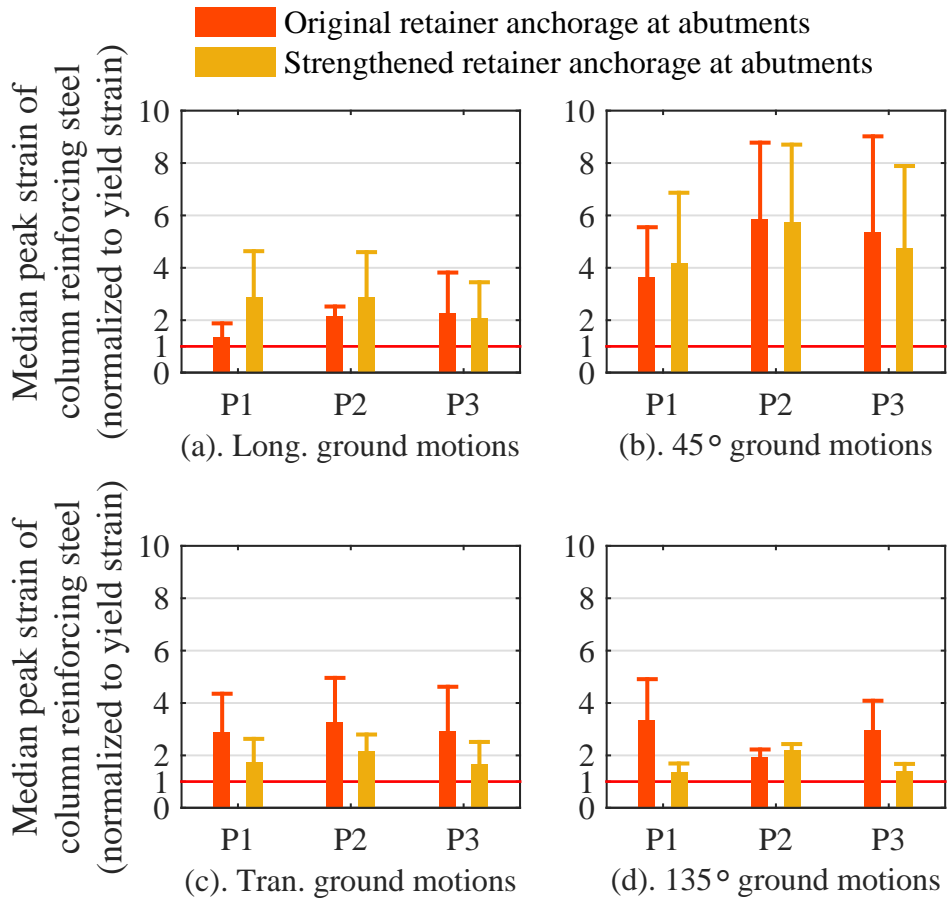 Original retainer anchorage at abutments
Strengthened retainer anchorage at abutments
Median peak strain of
column reinforcing steel
(normalized to yield strain)
10
8
6
4
2
1
0
P1 P2 P3
(a). Long. ground motions
10
8
6
4
2
1
0
P1 P2 P3
(b). 45° ground motions
Median peak strain of
column reinforcing steel
(normalized to yield strain)
10
8
6
4
2
1
0
P1 P2 P3
(c). Tran. ground motions
10
8
6
4
2
1
0
P1 P2 P3
(d). 135° ground motions